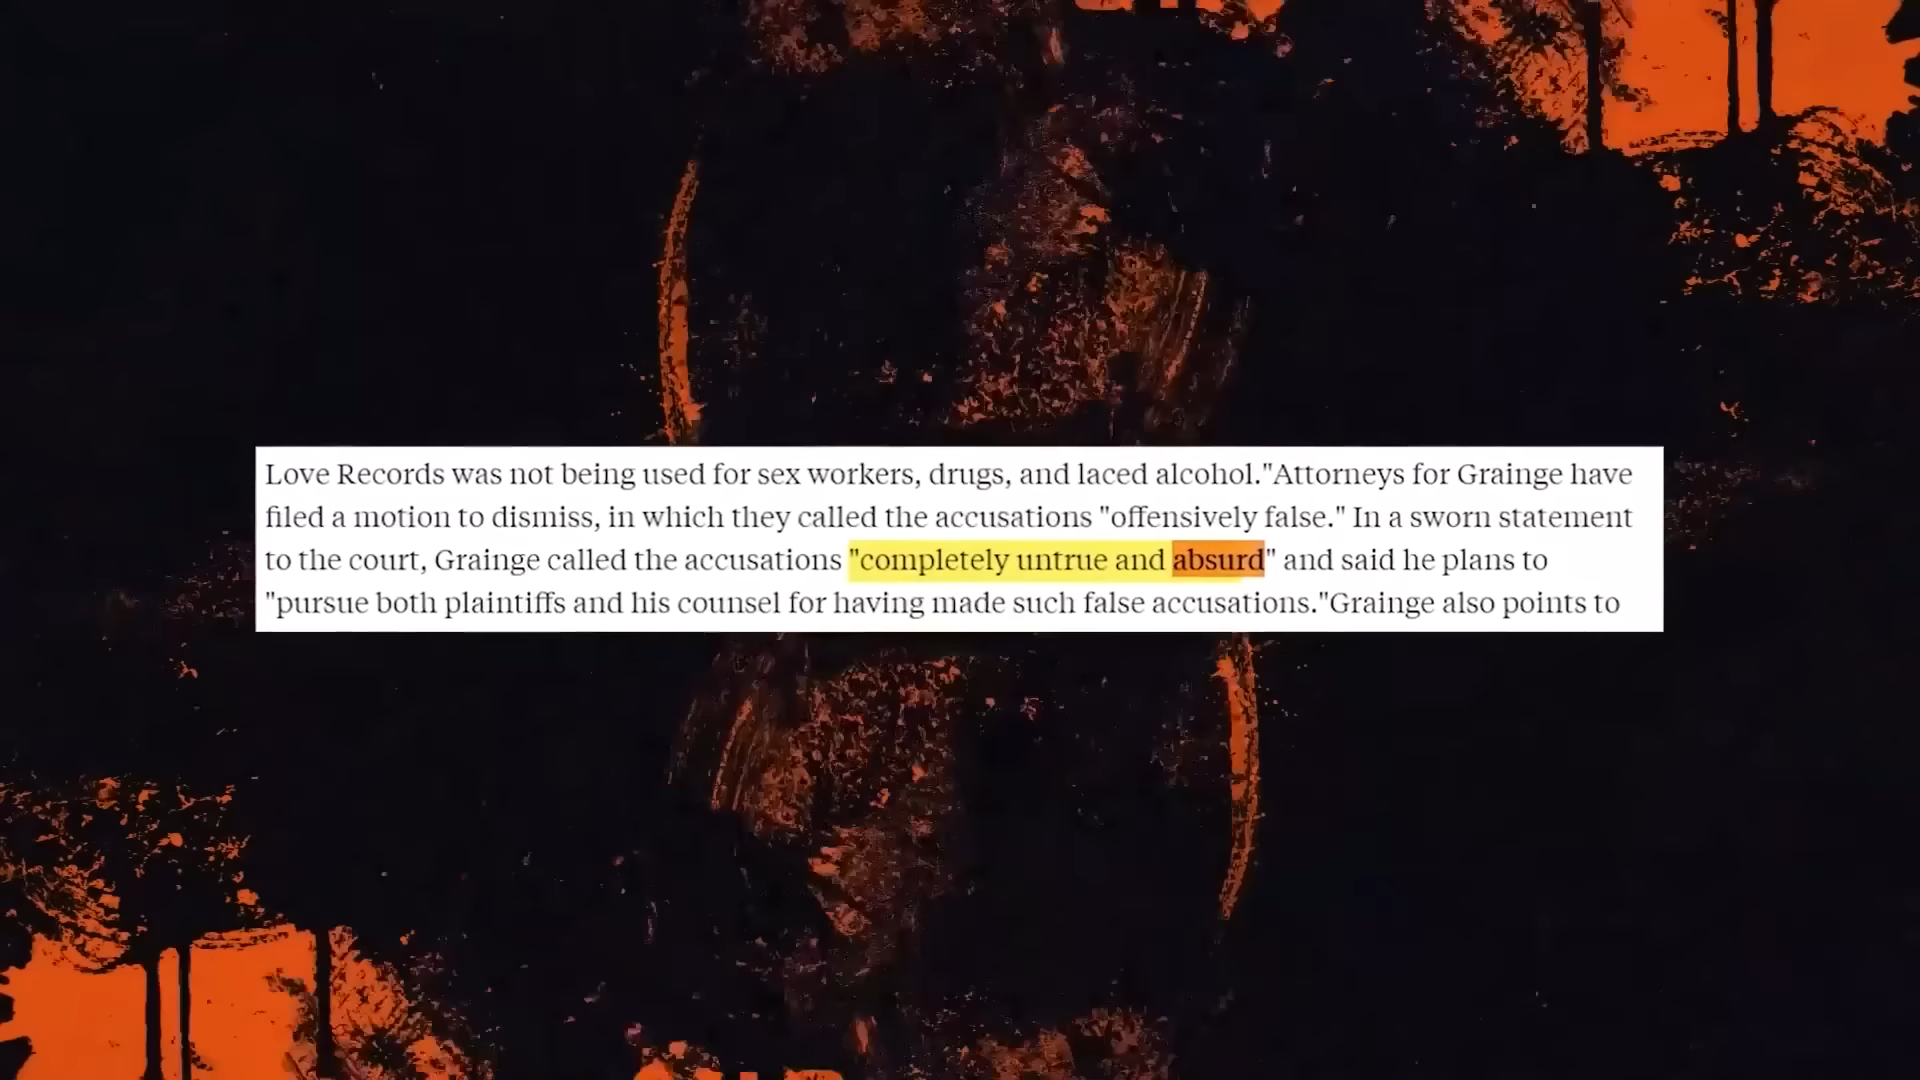 Love Records was not being used for sex workers, drugs, and laced alcohol."Attorneys for Grainge have
filed a motion to dismiss, in which they called the accusations "offensively false." In a sworn statement
to the court, Grainge called the accusations "completely untrue and absurd" and said he plans to
"pursue both plaintiffs and his counsel for having made such false accusations."Grainge also points to